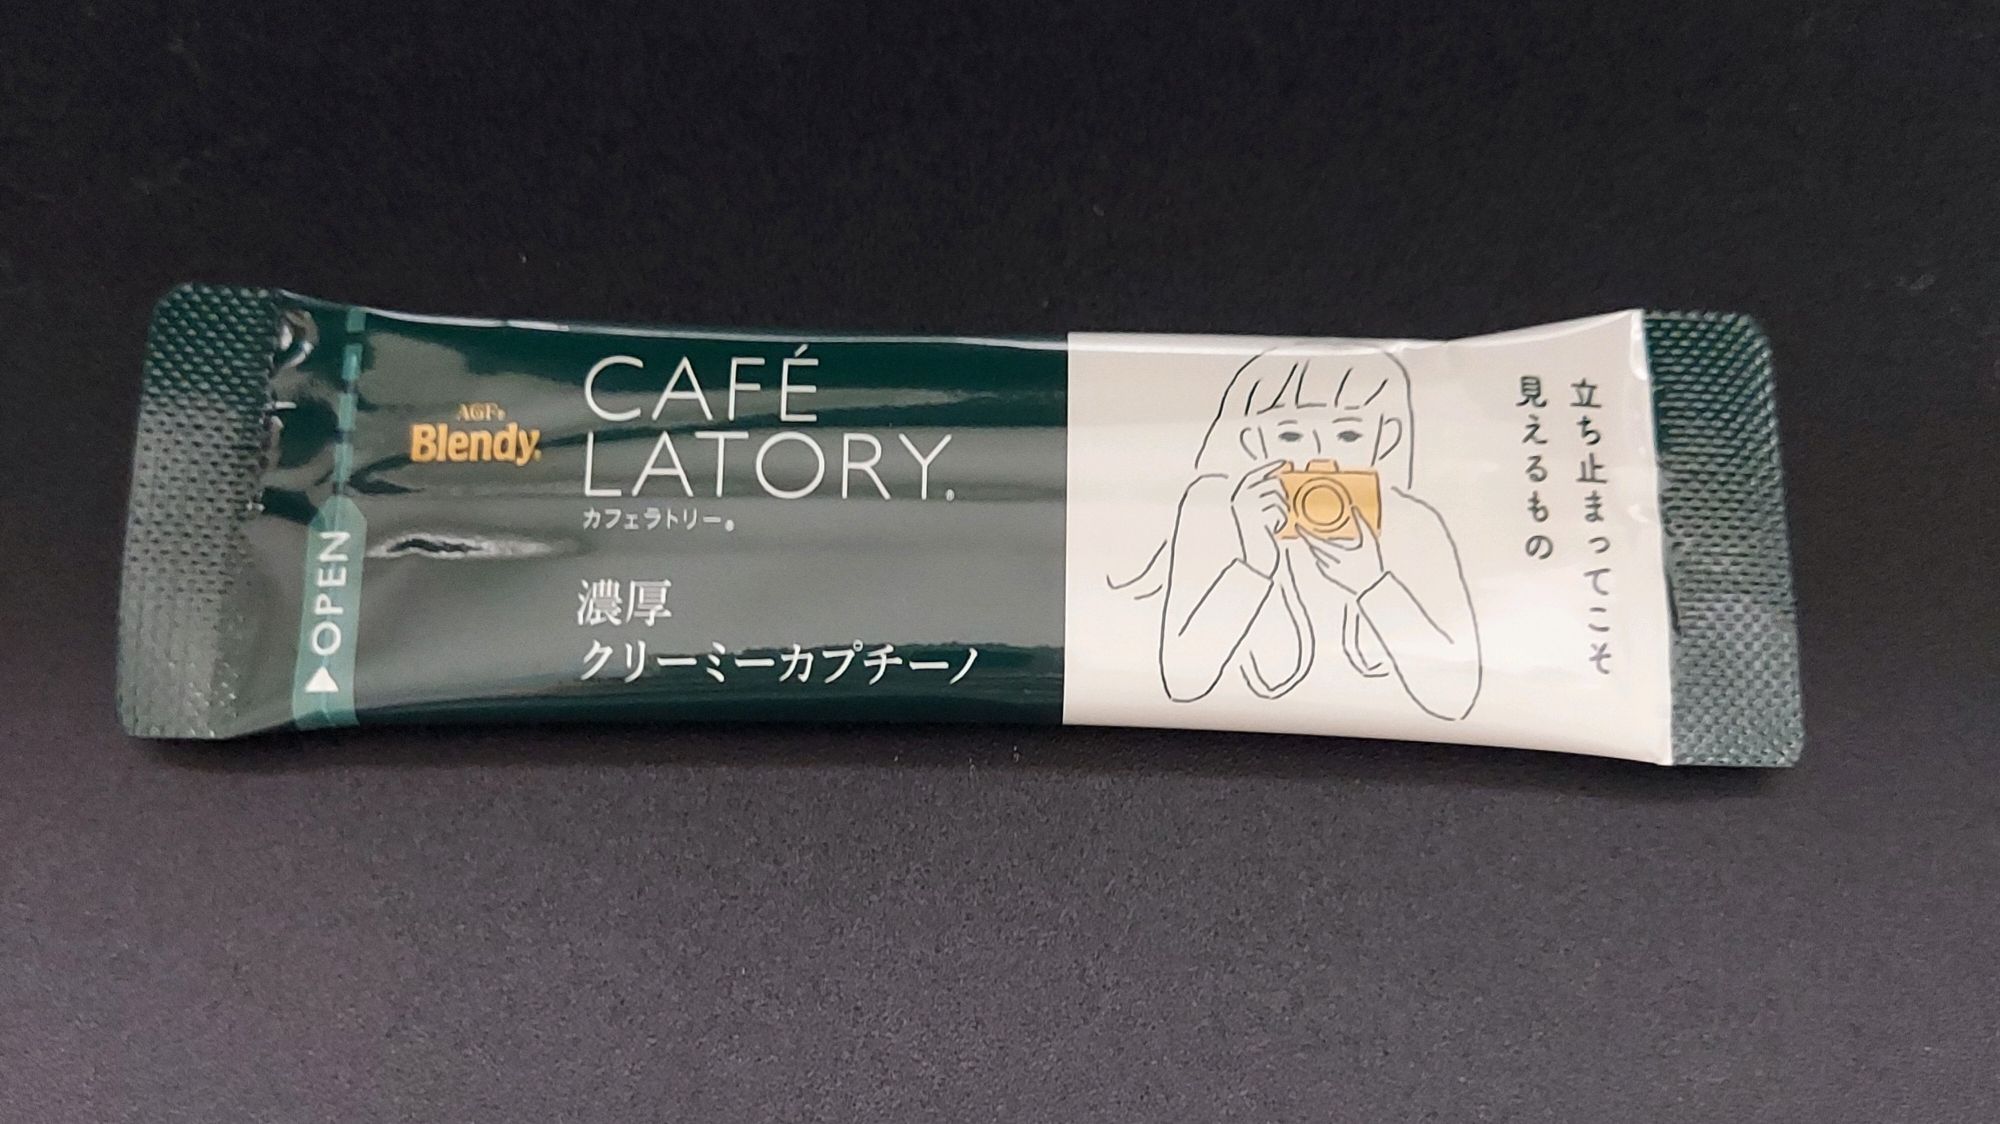 AGF®
Blendy®
CAFÉ
LATORY®
カフェラトリー®
濃厚
クリーミーカプチーノ
OPEN
立ち止まってこそ
見えるもの